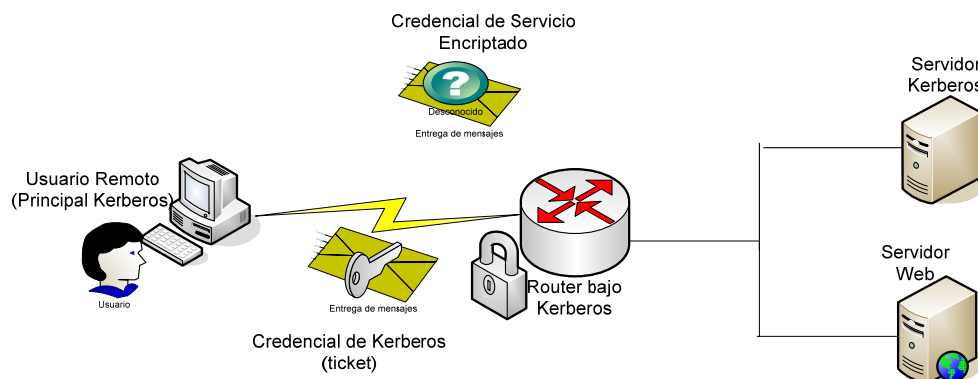 Credencial de Servicio
Encriptado
?
Desconocido
Entrega de mensajes
Servidor
Kerberos
Usuario Remoto
(Principal Kerberos)
Usuario
Entrega de mensajes
Router bajo
Kerberos
Servidor
Web
Credencial de Kerberos
(ticket)